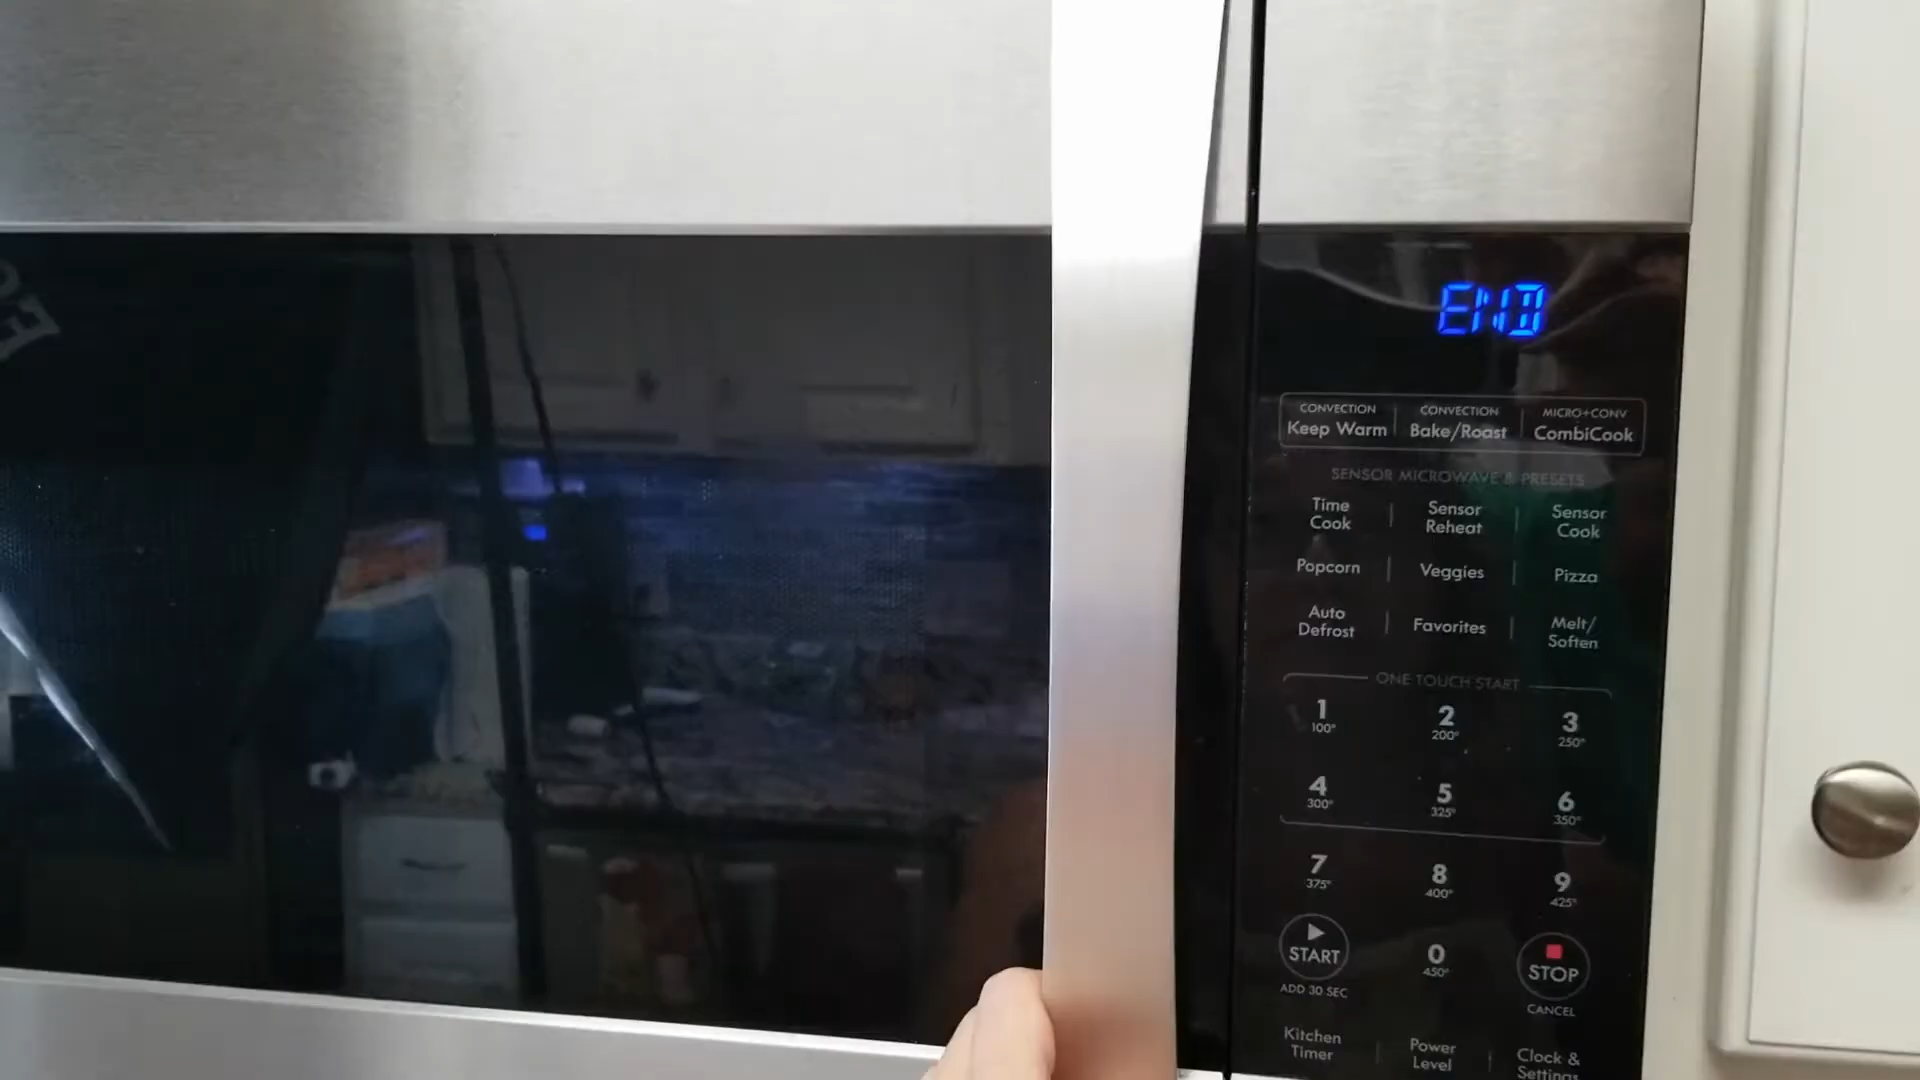 END
CONVECTION CONVECTION MICRO+CONV
Keep Warm Bake/Roast CombiCook
SENSOR MICROWAVE & PRESETS
Time Cook
Sensor Reheat
Sensor Cook
Popcorn Veggies Pizza
Auto Defrost
Favorites
Melt/Soften
ONE TOUCH START
1 2 3
100° 200° 250°
4 5 6
300° 325° 350°
7 8 9
375° 400° 425°
START 0 STOP
450°
ADD 30 SEC CANCEL
Kitchen Timer
Power Level
Clock & Settings